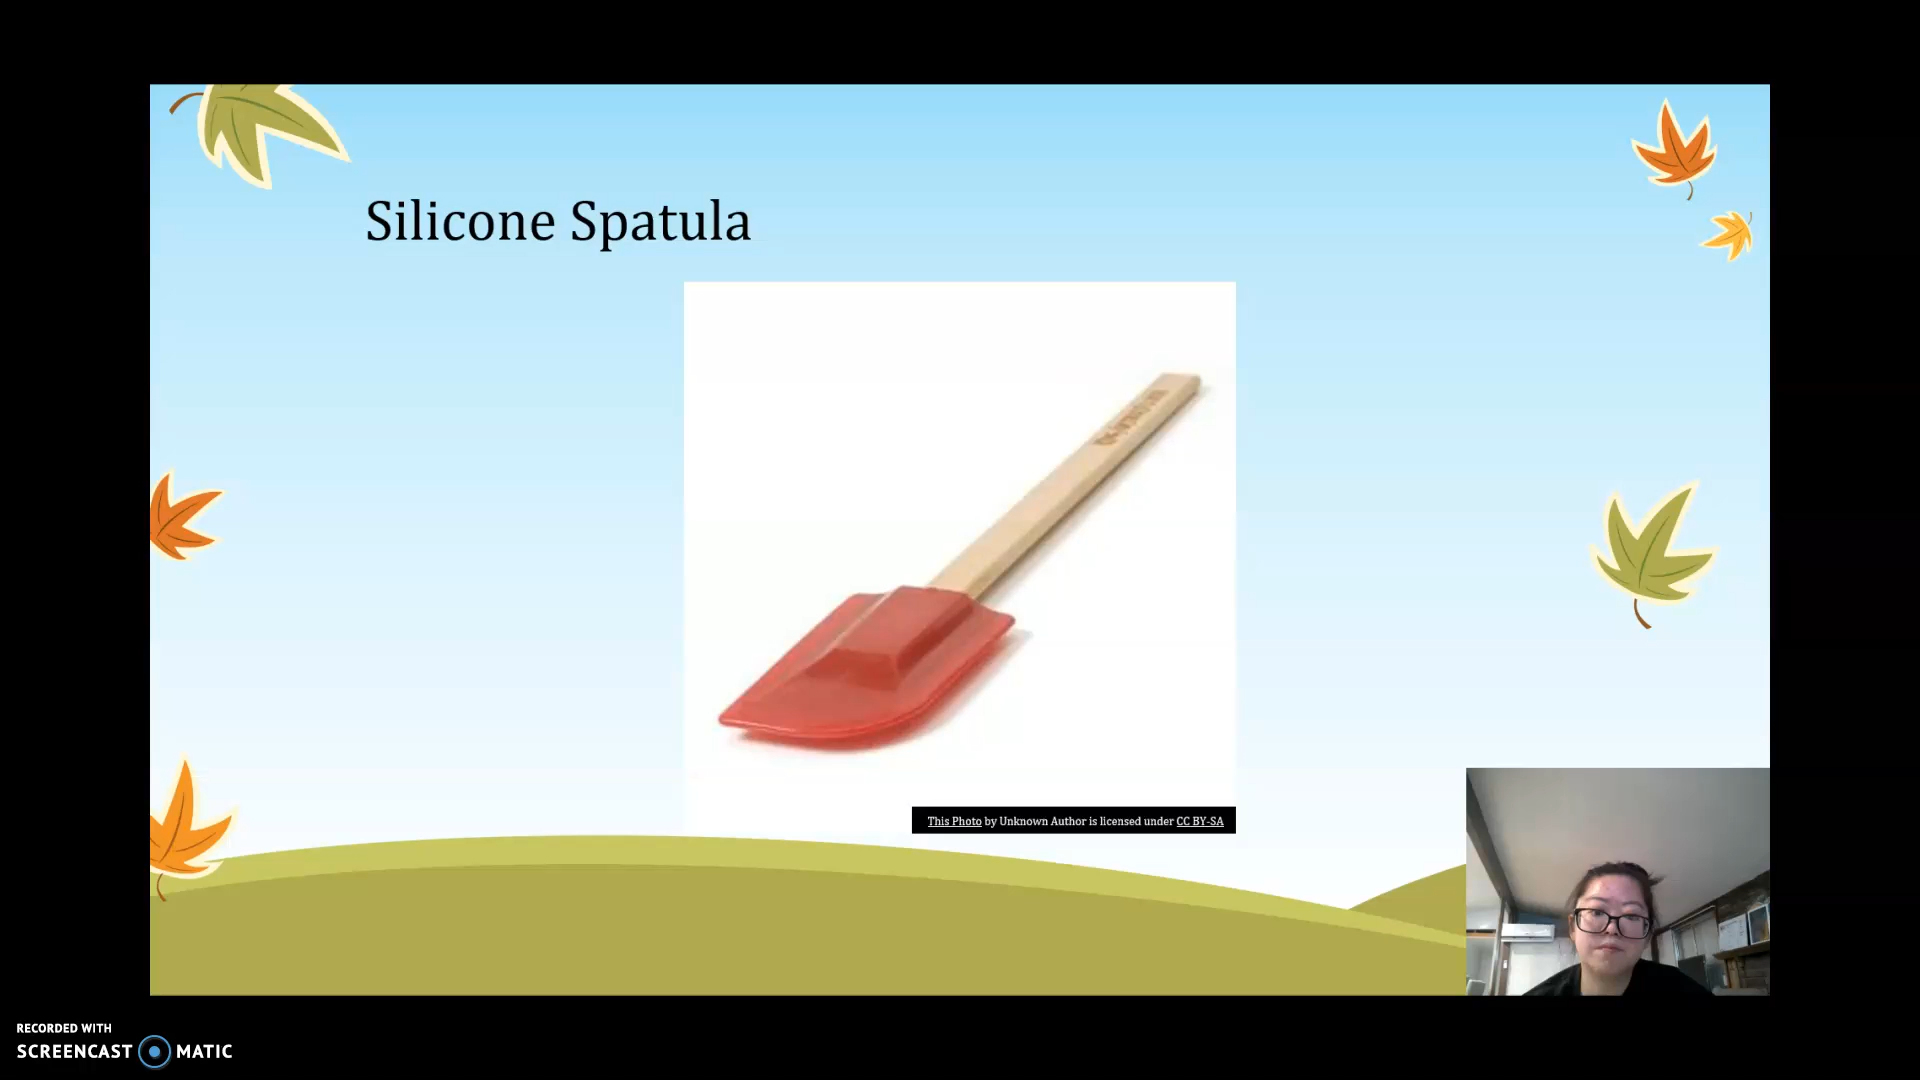 Silicone Spatula
This Photo by Unknown Author is licensed under CC BY-SA
RECORDED WITH
SCREENCAST MATIC